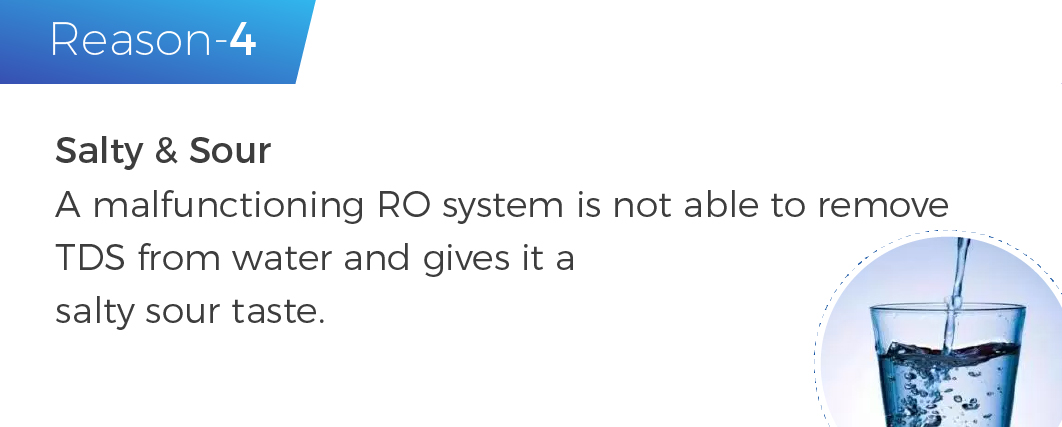 Reason-4
Salty & Sour
A malfunctioning RO system is not able to remove
TDS from water and gives it a
salty sour taste.